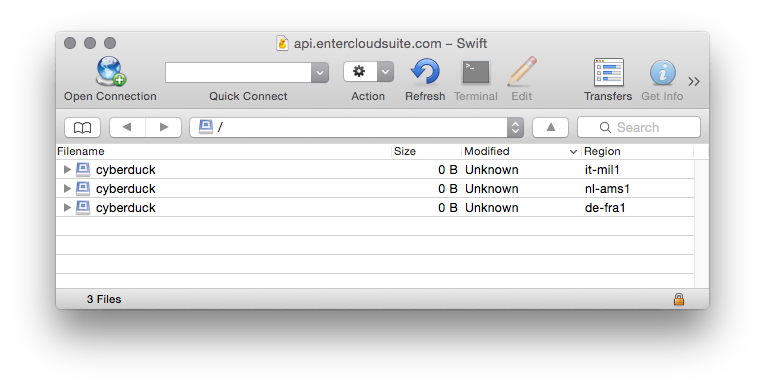 api.entercloudsuite.com – Swift
Open Connection Quick Connect Action Refresh Terminal Edit Transfers Get Info
/ Search
Filename Size Modified Region
cyberduck 0 B Unknown it-mil1
cyberduck 0 B Unknown nl-ams1
cyberduck 0 B Unknown de-fra1
3 Files